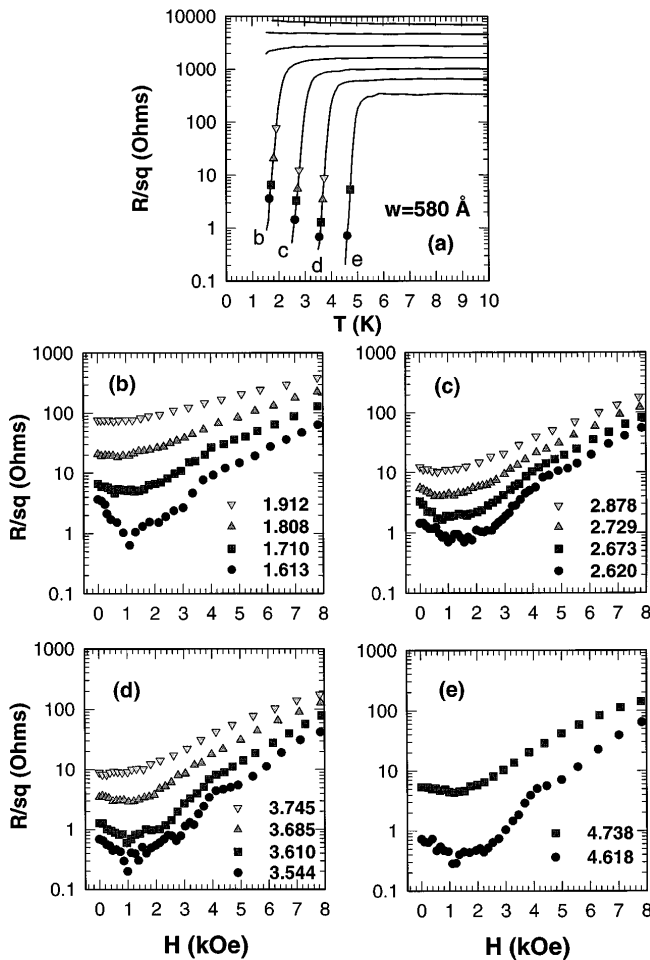 10000
1000
100
10
1
0.1
R/sq (Ohms)
w=580 Å
(a)
b
c
d
e
0 1 2 3 4 5 6 7 8 9 10
T (K)
1000
100
10
1
0.1
R/sq (Ohms)
(b)
1.912
1.808
1.710
1.613
0 1 2 3 4 5 6 7 8
1000
100
10
1
0.1
(c)
2.878
2.729
2.673
2.620
0 1 2 3 4 5 6 7 8
1000
100
10
1
0.1
R/sq (Ohms)
(d)
3.745
3.685
3.610
3.544
0 1 2 3 4 5 6 7 8
H (kOe)
1000
100
10
1
0.1
(e)
4.738
4.618
0 1 2 3 4 5 6 7 8
H (kOe)